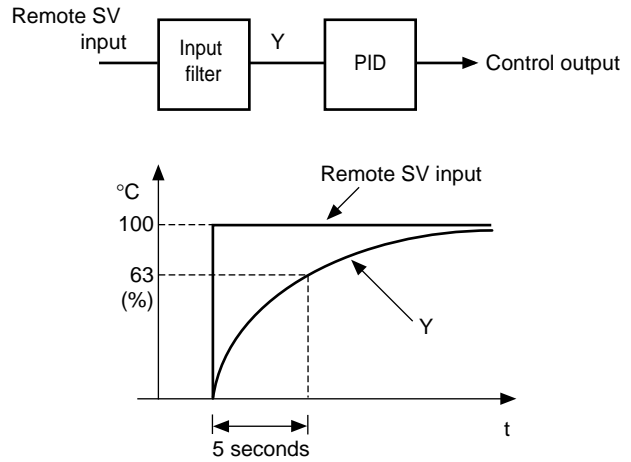 Remote SV
input
Input
filter
Y
PID
Control output
Remote SV input
°C
100
63
(%)
Y
t
5 seconds